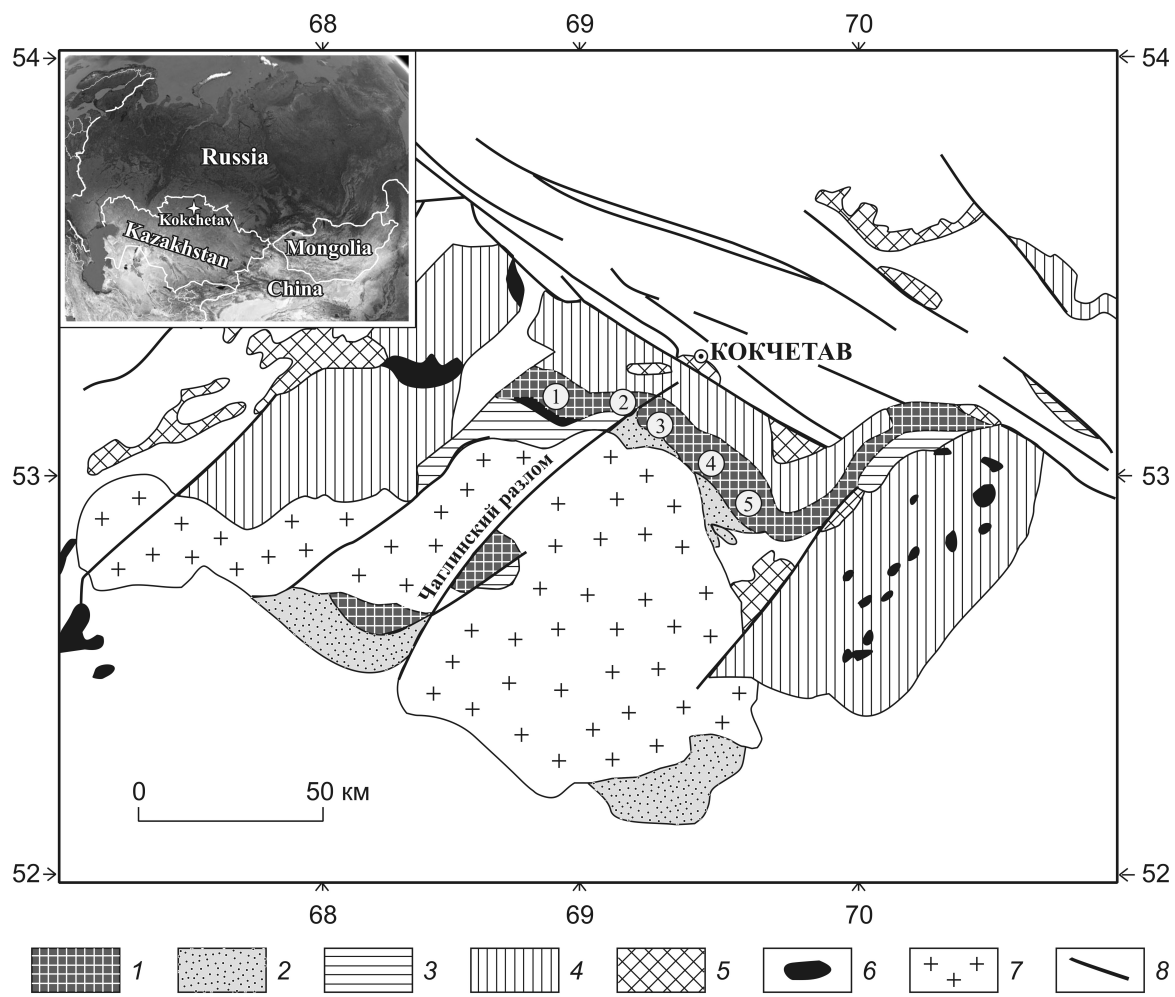 68 69 70
54 54
Russia
Kokchetav
Kazakhstan
Mongolia
China
КОКЧЕТАВ
1
2
3
4
5
53 53
Чаглинский разлом
0 50 км
52 52
68 69 70
1 2 3 4 5 6 7 8